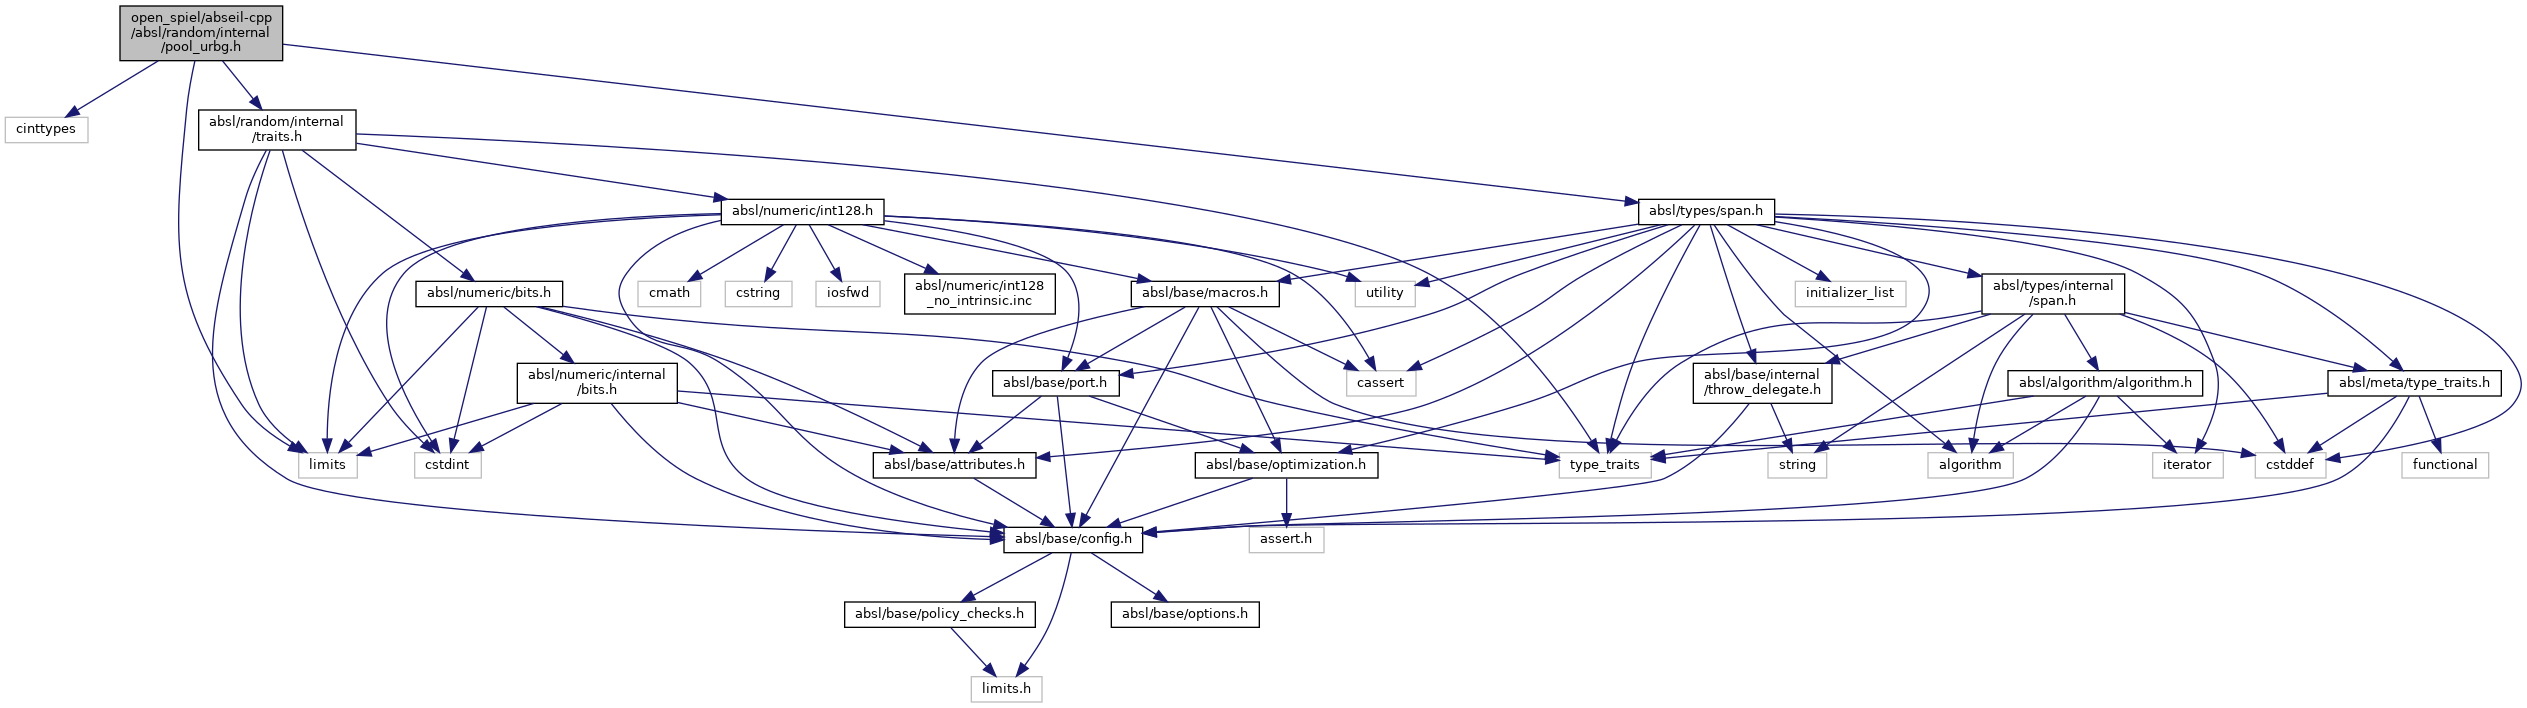 open_spiel/abseil-cpp
/absl/random/internal
/pool_urbg.h
cinttypes
absl/random/internal
/traits.h
absl/numeric/int128.h
absl/types/span.h
absl/numeric/bits.h
cmath
cstring
iosfwd
absl/numeric/int128
_no_intrinsic.inc
absl/base/macros.h
utility
initializer_list
absl/types/internal
/span.h
absl/numeric/internal
/bits.h
absl/base/port.h
cassert
absl/base/internal
/throw_delegate.h
absl/algorithm/algorithm.h
absl/meta/type_traits.h
limits
cstdint
absl/base/attributes.h
absl/base/optimization.h
type_traits
string
algorithm
iterator
cstddef
functional
absl/base/config.h
assert.h
absl/base/policy_checks.h
absl/base/options.h
limits.h